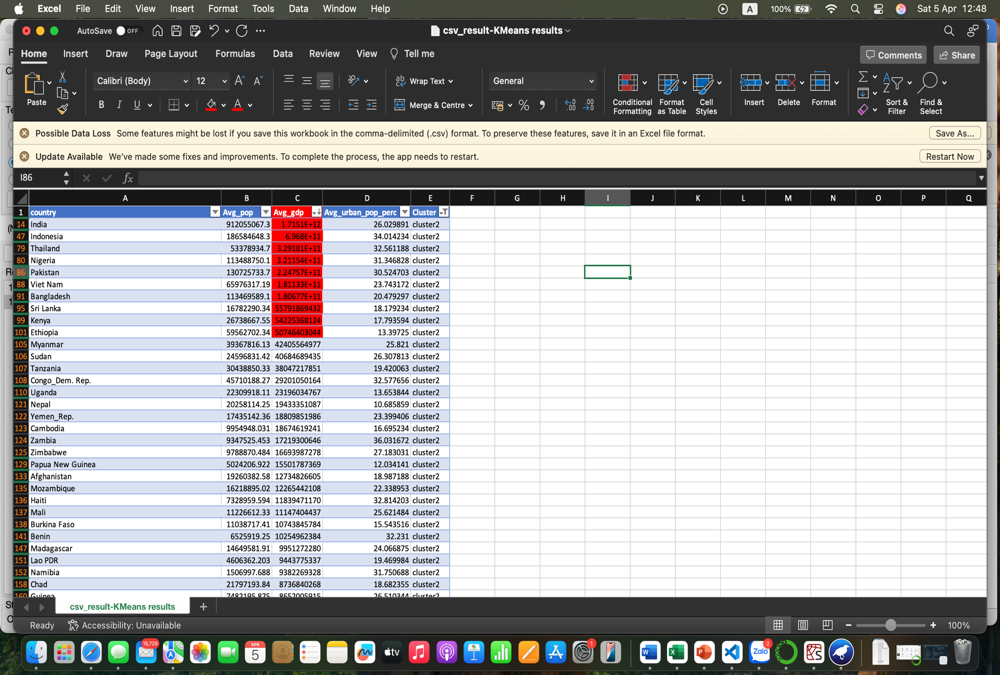 Excel File Edit View Insert Format Tools Data Window Help A 100% Sat 5 Apr 12:48
AutoSave OFF csv_result-KMeans results
Home Insert Draw Page Layout Formulas Data Review View Tell me Comments Share
Paste Calibri (Body) 12 Wrap Text General Conditional Formatting Format as Table Cell Styles Insert Delete Format Sort & Filter Find & Select
B I U Merge & Centre
Possible Data Loss Some features might be lost if you save this workbook in the comma-delimited (.csv) format. To preserve these features, save it in an Excel file format. Save As...
Update Available We've made some fixes and improvements. To complete the process, the app needs to restart. Restart Now
I86 fx
A B C D E F G H I J K L M N O P Q
1 country Avg_pop Avg_gdp Avg_urban_pop_perc Cluster
14 India 912055067.3 1.7151E+12 26.029891 cluster2
47 Indonesia 186584648.3 6.968E+11 34.014234 cluster2
79 Thailand 53378934.7 3.29181E+11 32.561188 cluster2
80 Nigeria 113488750.1 3.21154E+11 31.346828 cluster2
86 Pakistan 130725733.7 2.24757E+11 30.524703 cluster2
88 Viet Nam 65976317.19 1.81133E+11 23.743172 cluster2
91 Bangladesh 113469589.1 1.80677E+11 20.479297 cluster2
95 Sri Lanka 16782290.34 55791869432 18.179234 cluster2
99 Kenya 26738667.55 54225368124 17.793594 cluster2
101 Ethiopia 59562702.34 50746403044 13.39725 cluster2
105 Myanmar 39367816.13 42405564977 25.821 cluster2
106 Sudan 24596831.42 40684689435 26.307813 cluster2
107 Tanzania 30438850.33 38047217851 19.420063 cluster2
108 Congo_Dem. Rep. 45710188.27 29201050164 32.577656 cluster2
110 Uganda 22309918.11 23196034767 13.653844 cluster2
121 Nepal 20258114.25 19433351087 10.685859 cluster2
122 Yemen_Rep. 17435142.36 18809851986 23.399406 cluster2
123 Cambodia 9954948.031 18674619241 16.695234 cluster2
124 Zambia 9347525.453 17219300646 36.031672 cluster2
125 Zimbabwe 9788870.484 16693987278 27.183031 cluster2
129 Papua New Guinea 5024206.922 15501787369 12.034141 cluster2
133 Afghanistan 19260382.58 12734826605 18.987188 cluster2
135 Mozambique 16218895.02 12265442108 22.338953 cluster2
136 Haiti 7328959.594 11839471170 32.814203 cluster2
137 Mali 11226612.33 11147404437 25.621484 cluster2
138 Burkina Faso 11038717.41 10743845784 15.543516 cluster2
141 Benin 6525919.25 10254962384 32.231 cluster2
147 Madagascar 14649581.91 9951272280 24.066875 cluster2
151 Lao PDR 4606362.203 9443775337 19.469984 cluster2
152 Namibia 1506997.688 9382269328 31.750688 cluster2
158 Chad 21797193.84 8736840268 18.682355 cluster2
160 Guinea 7482195.875 8652005915 26.510344 cluster2
csv_result-KMeans results
Ready Accessibility: Unavailable 100%
15,729 APR 5 tv 1 W X P Zalo 2 CSV